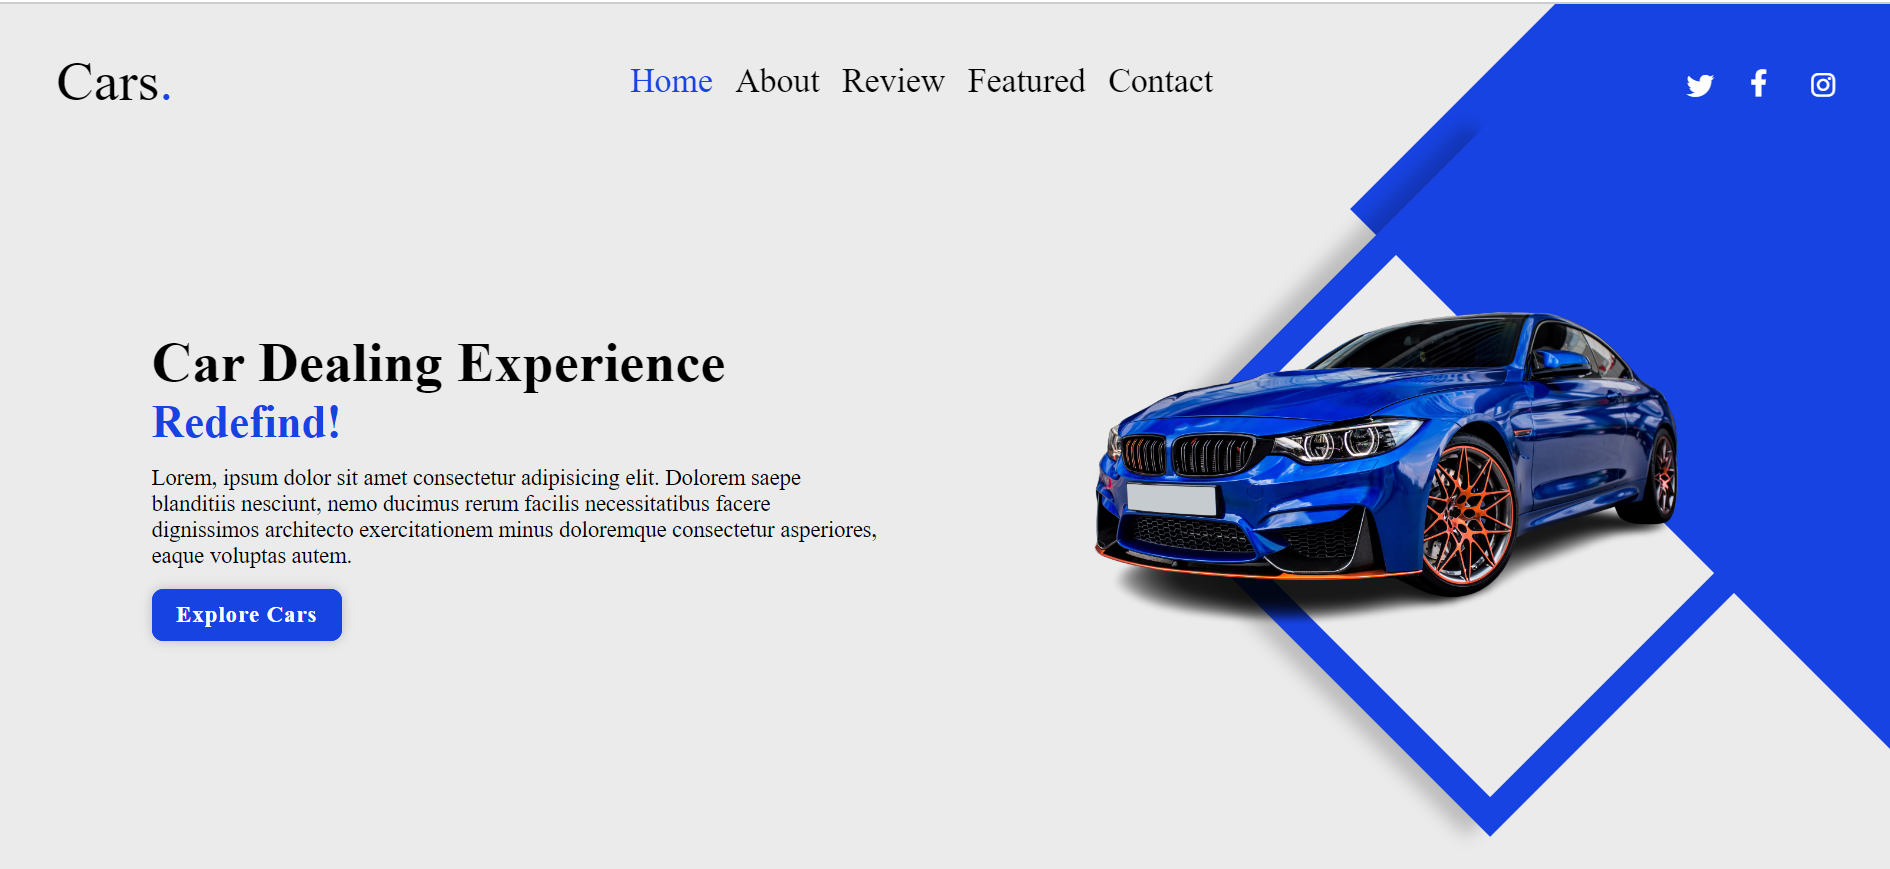 Cars.
Home About Review Featured Contact
Car Dealing Experience
Redefind!
Lorem, ipsum dolor sit amet consectetur adipisicing elit. Dolorem saepe
blanditiis nesciunt, nemo ducimus rerum facilis necessitatibus facere
dignissimos architecto exercitationem minus doloremque consectetur asperiores,
eaque voluptas autem.
Explore Cars